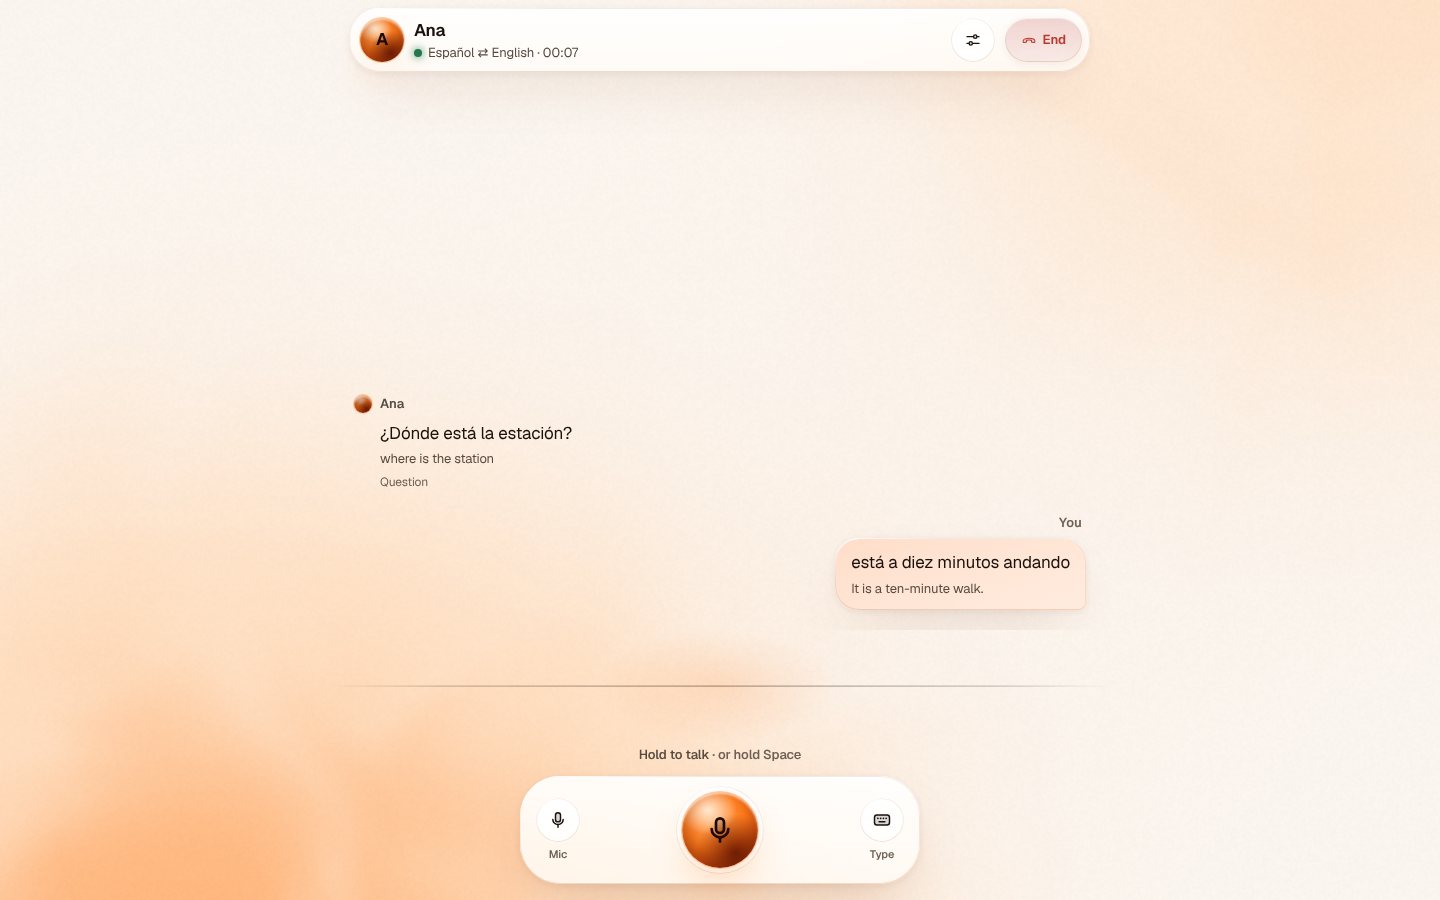 A
Ana
Español ⇄ English · 00:07
End
Ana
¿Dónde está la estación?
where is the station
Question
You
está a diez minutos andando
It is a ten-minute walk.
Hold to talk · or hold Space
Mic
Type